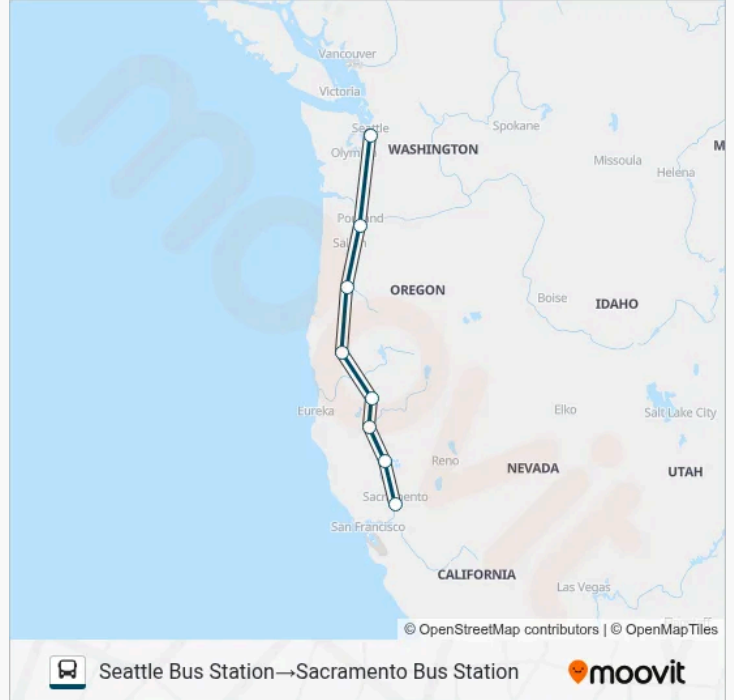 Vancouver
Victoria
Seattle
Spokane
WASHINGTON
Olym
M
Missoula
Helena
Portland
Salem
OREGON
Boise
IDAHO
Eureka
Elko
Salt Lake City
Reno
NEVADA
UTAH
Sacramento
San Francisco
CALIFORNIA
Las Vegas
© OpenStreetMap contributors | © OpenMapTiles
Seattle Bus Station→Sacramento Bus Station
moovit
moovit